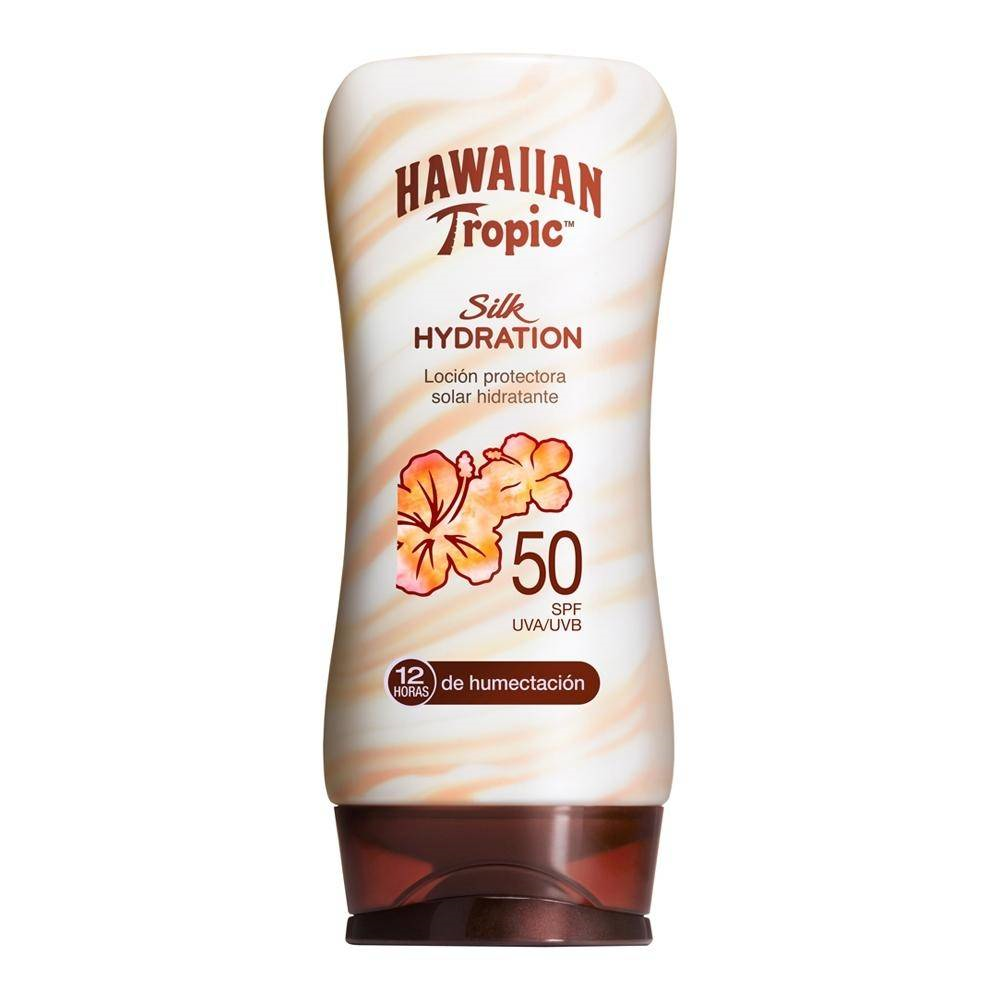 HAWAIIAN
Tropic™
Silk
HYDRATION
Loción protectora
solar hidratante
50
SPF
UVA/UVB
12
HORAS
de humectación